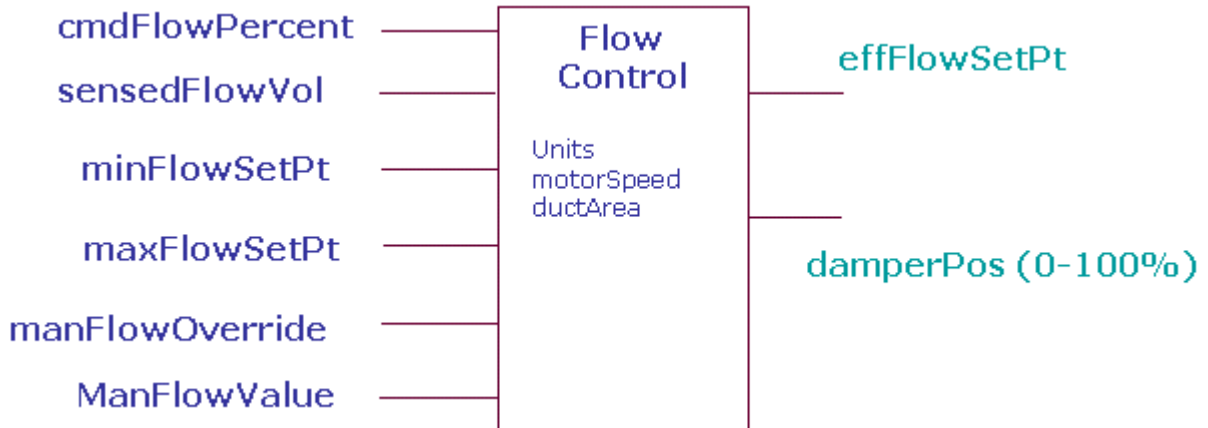 cmdFlowPercent
sensedFlowVol
minFlowSetPt
maxFlowSetPt
manFlowOverride
ManFlowValue
Flow
Control
Units
motorSpeed
ductArea
effFlowSetPt
damperPos (0-100%)